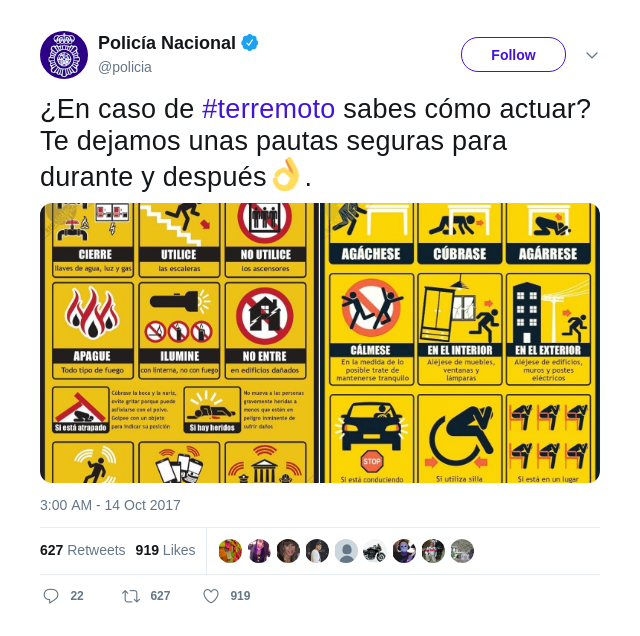 Policía Nacional
@policia
Follow
¿En caso de #terremoto sabes cómo actuar?
Te dejamos unas pautas seguras para
durante y después👌.
CIERRE
llaves de agua, luz y gas
UTILICE
las escaleras
NO UTILICE
los ascensores
AGÁCHESE
CÚBRASE
AGÁRRESE
APAGUE
Todo tipo de fuego
ILUMINE
con linterna, no con fuego
NO ENTRE
en edificios dañados
CÁLMESE
En la medida de lo
posible trate de
mantenerse tranquilo
EN EL INTERIOR
Aléjese de muebles,
ventanas y
lámparas
EN EL EXTERIOR
Aléjese de edificios,
muros y postes
eléctricos
Si está atrapado
Cúbrase la boca y la nariz,
evite gritar porque puede
asfixiarse con el polvo.
Golpee con un objeto
para indicar su posición
Si hay heridos
No mueva a las personas
gravemente heridas a
menos que estén en
peligro inminente de
sufrir daños
STOP
Si está conduciendo
Si utiliza silla
Si está en un lugar
3:00 AM - 14 Oct 2017
627 Retweets 919 Likes
22 627 919